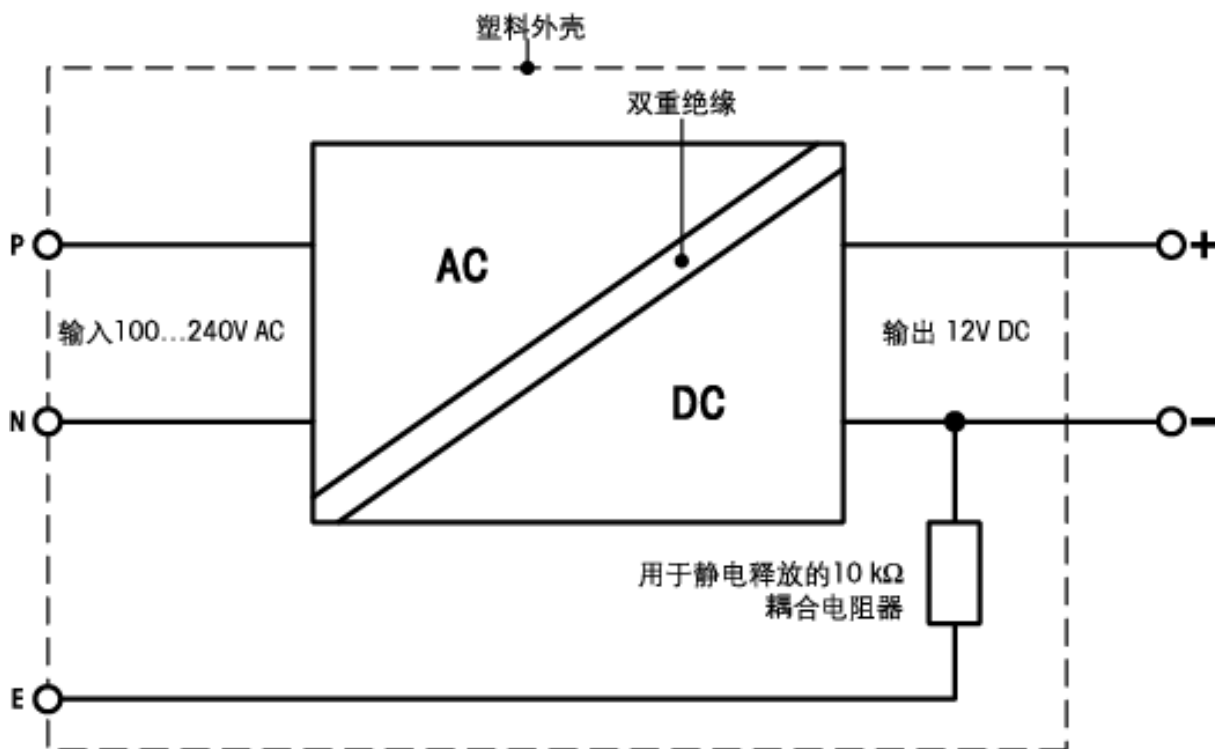 塑料外壳
双重绝缘
P
AC
+
输入100...240V AC
输出 12V DC
N
DC
−
用于静电释放的10 kΩ
耦合电阻器
E